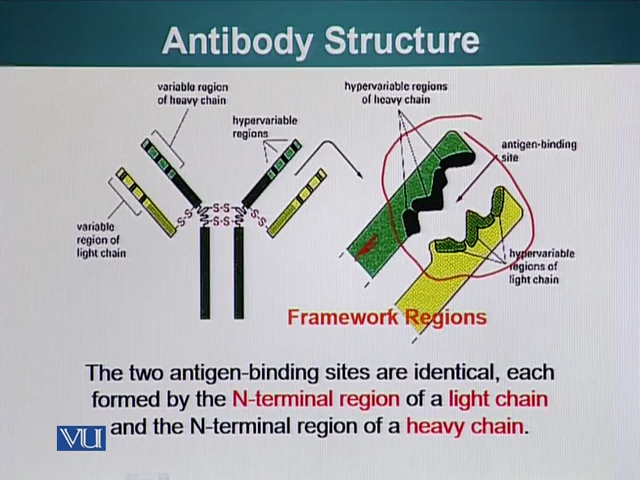 Antibody Structure
variable region
of heavy chain
hypervariable
regions
hypervariable regions
of heavy chain
antigen-binding
site
variable
region of
light chain
S-S
S-S
S-S
S-S
hypervariable
regions of
light chain
Framework Regions
The two antigen-binding sites are identical, each
formed by the N-terminal region of a light chain
and the N-terminal region of a heavy chain.
VU